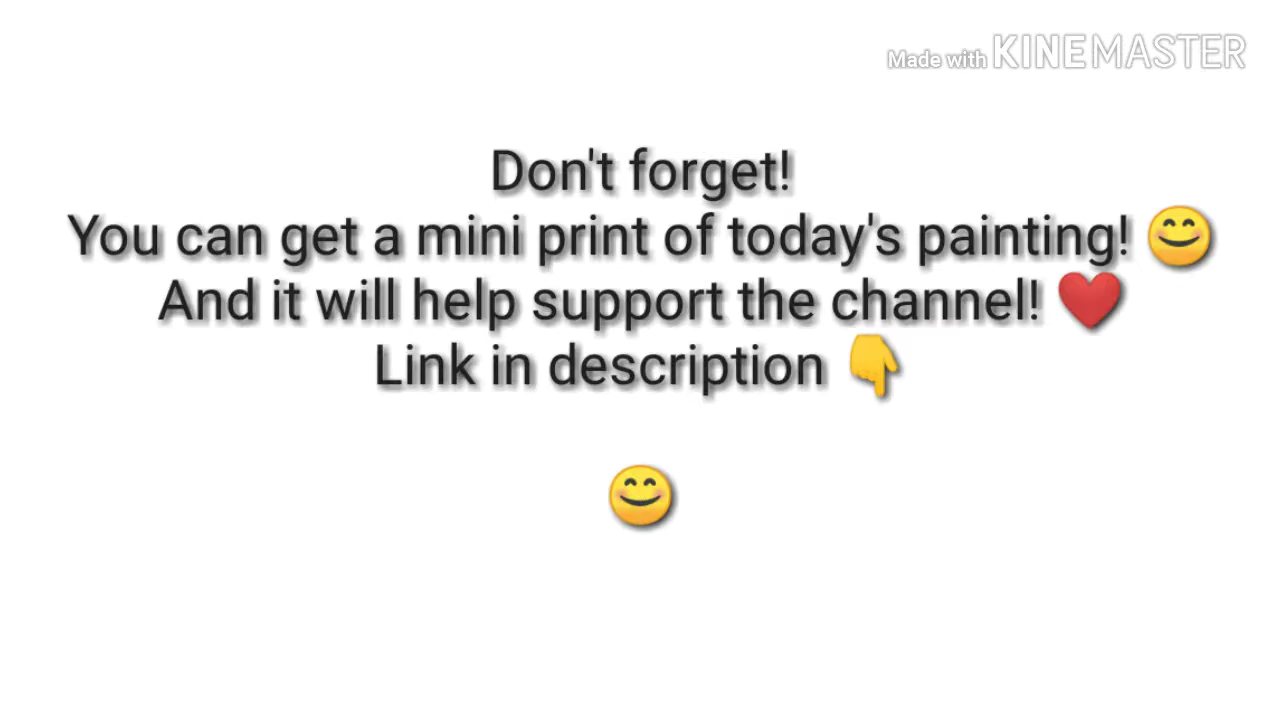 Made with KINEMASTER
Don't forget!
You can get a mini print of today's painting! 😊
And it will help support the channel! ❤️
Link in description 👇
😊